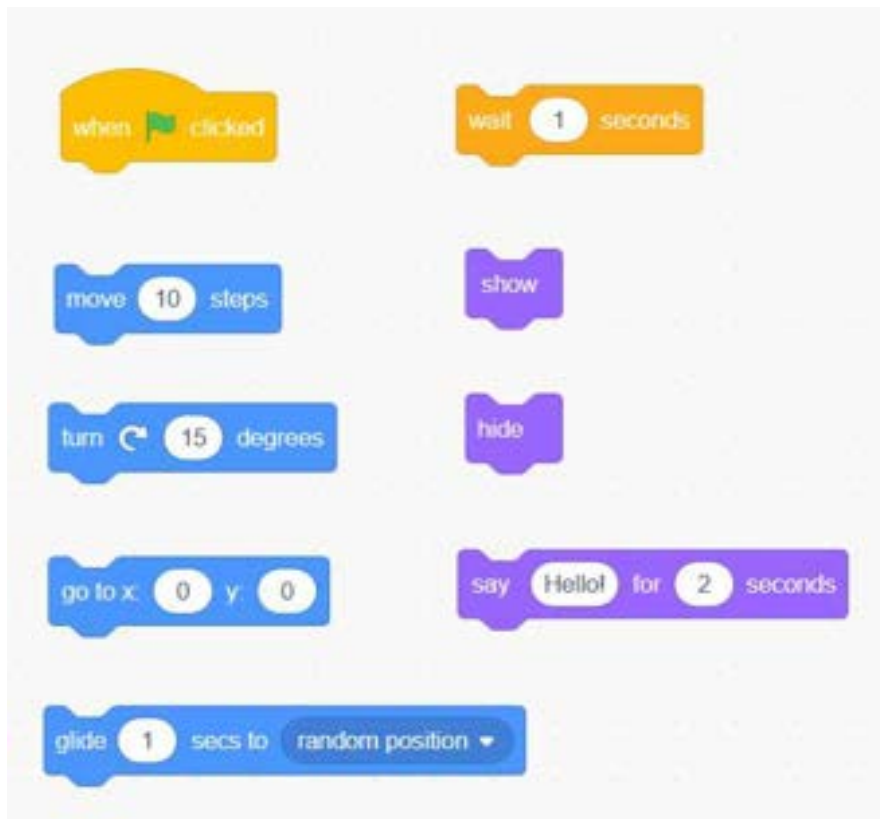 when clicked
move 10 steps
turn 15 degrees
go to x: 0 y: 0
glide 1 secs to random position
wait 1 seconds
show
hide
say Hello! for 2 seconds